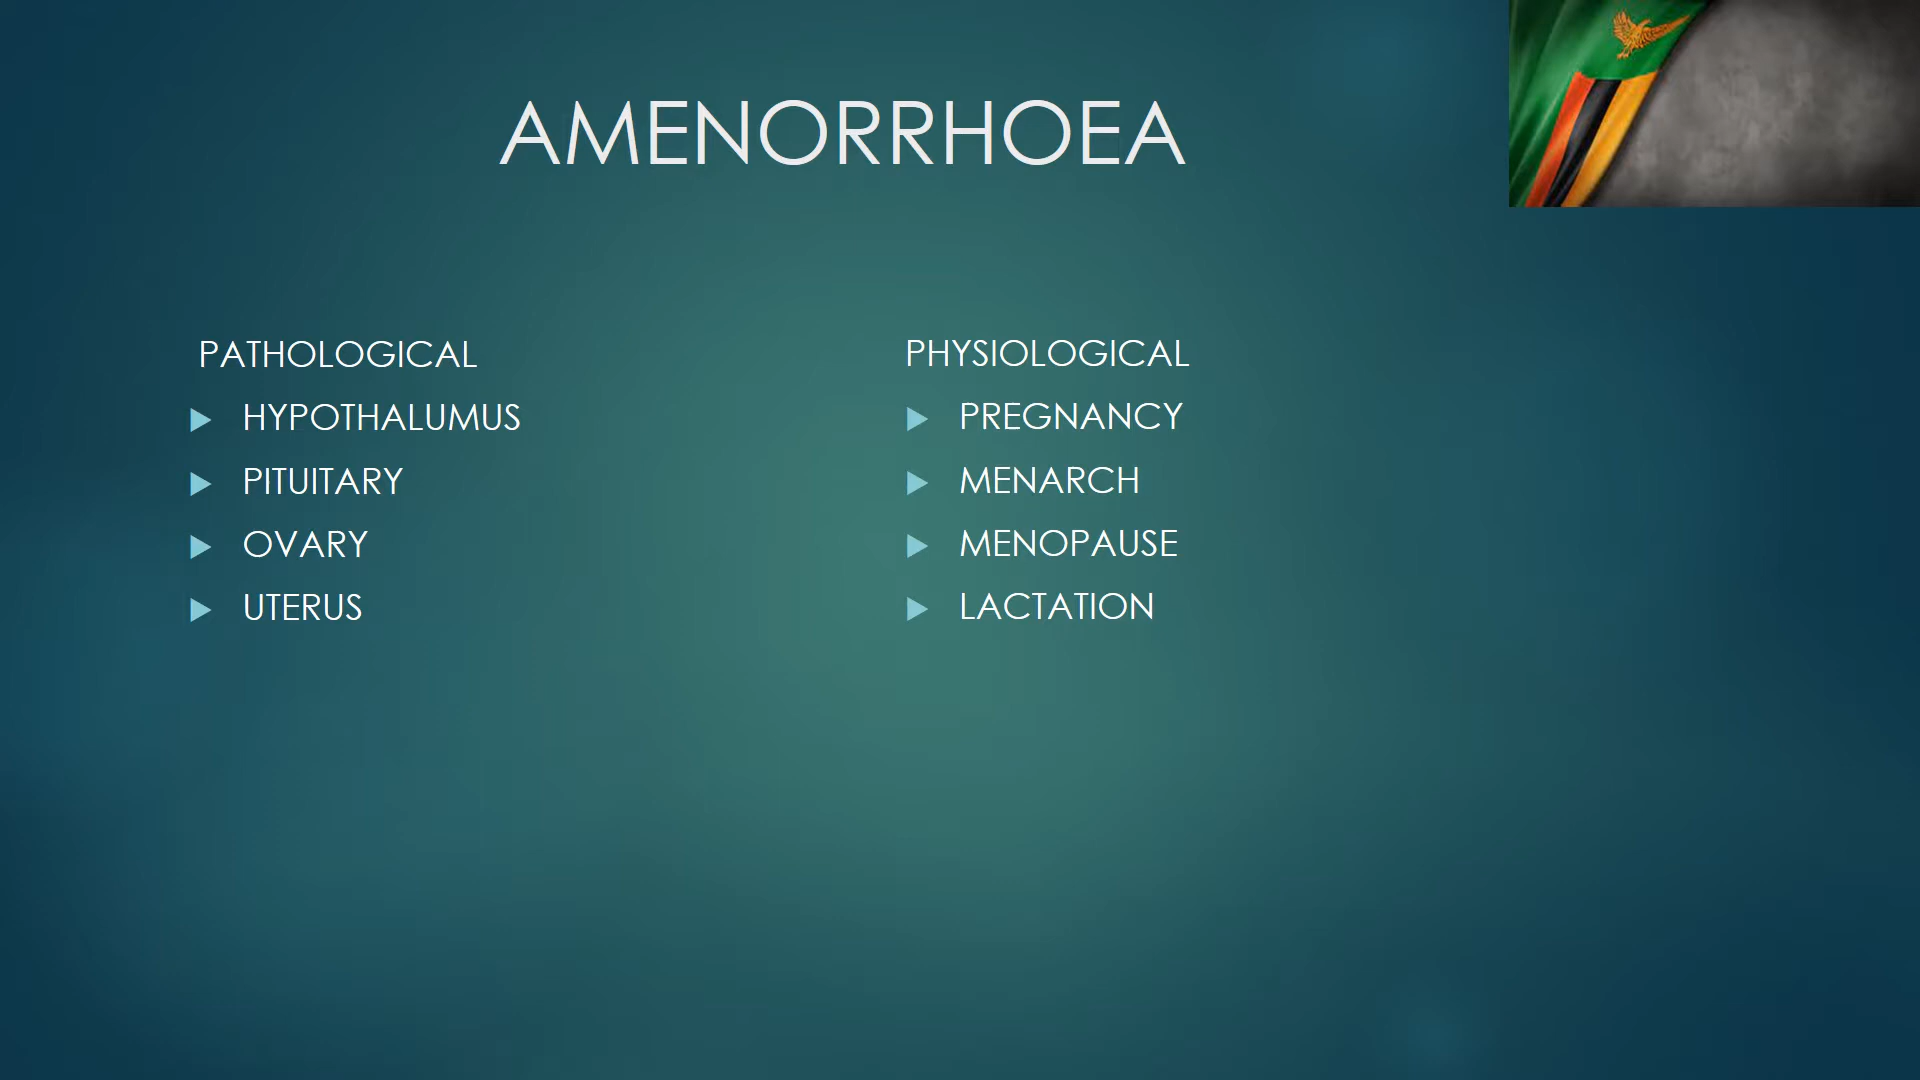 AMENORRHOEA
PATHOLOGICAL
HYPOTHALUMUS
PITUITARY
OVARY
UTERUS
PHYSIOLOGICAL
PREGNANCY
MENARCH
MENOPAUSE
LACTATION